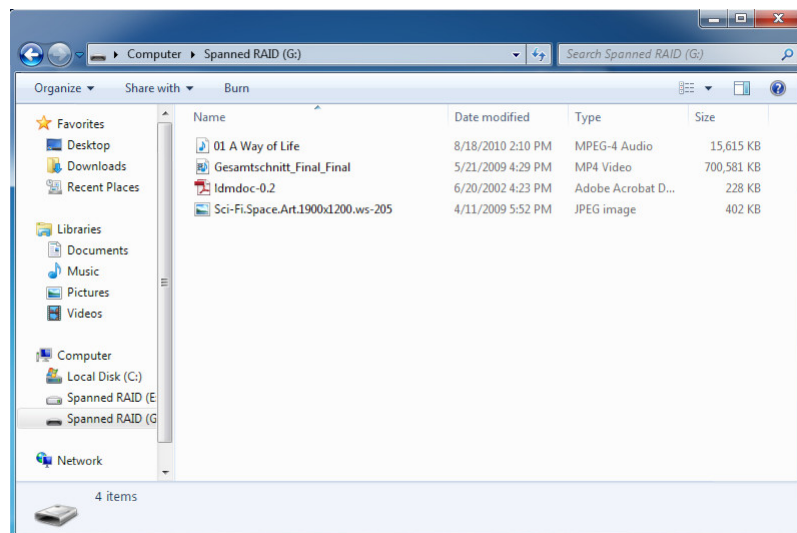 Computer ▸ Spanned RAID (G:)
Search Spanned RAID (G:)
Organize Share with Burn
Name Date modified Type Size
01 A Way of Life 8/18/2010 2:10 PM MPEG-4 Audio 15,615 KB
Gesamtschnitt_Final_Final 5/21/2009 4:29 PM MP4 Video 700,581 KB
ldmdoc-0.2 6/20/2002 4:23 PM Adobe Acrobat D... 228 KB
Sci-Fi.Space.Art.1900x1200.ws-205 4/11/2009 5:52 PM JPEG image 402 KB
Favorites
Desktop
Downloads
Recent Places
Libraries
Documents
Music
Pictures
Videos
Computer
Local Disk (C:)
Spanned RAID (E
Spanned RAID (G
Network
4 items